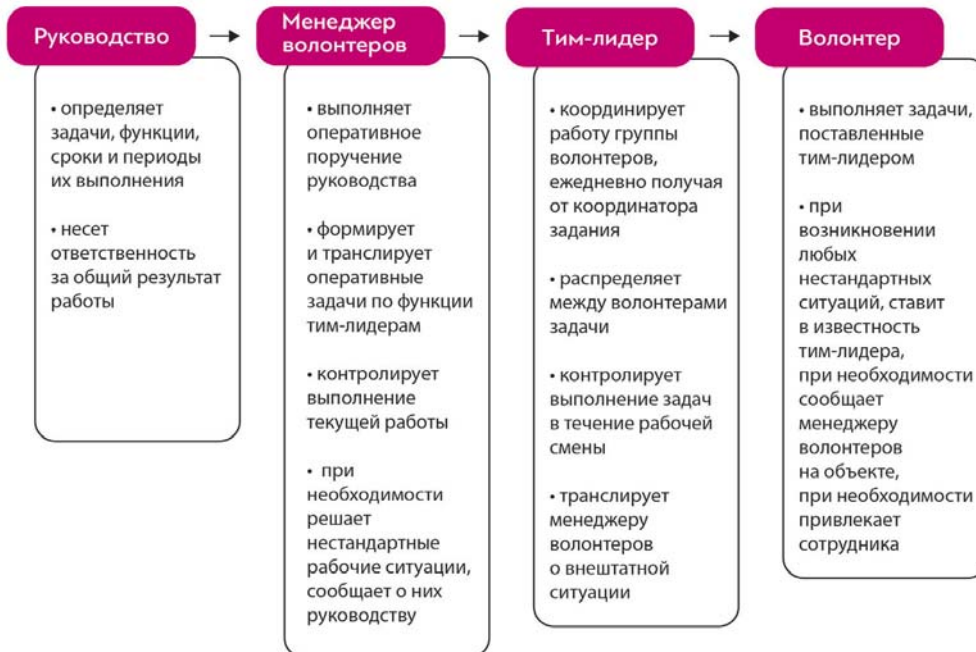 Руководство
• определяет
задачи, функции,
сроки и периоды
их выполнения
• несет
ответственность
за общий результат
работы
Менеджер
волонтеров
• выполняет
оперативное
поручение
руководства
• формирует
и транслирует
оперативные
задачи по функции
тим-лидерам
• контролирует
выполнение
текущей работы
• при
необходимости
решает
нестандартные
рабочие ситуации,
сообщает о них
руководству
Тим-лидер
• координирует
работу группы
волонтеров,
ежедневно получая
от координатора
задания
• распределяет
между волонтерами
задачи
• контролирует
выполнение задач
в течение рабочей
смены
• транслирует
менеджеру
волонтеров
о внештатной
ситуации
Волонтер
• выполняет задачи,
поставленные
тим-лидером
• при
возникновении
любых
нестандартных
ситуаций, ставит
в известность
тим-лидера,
при необходимости
сообщает
менеджеру
волонтеров
на объекте,
при необходимости
привлекает
сотрудника